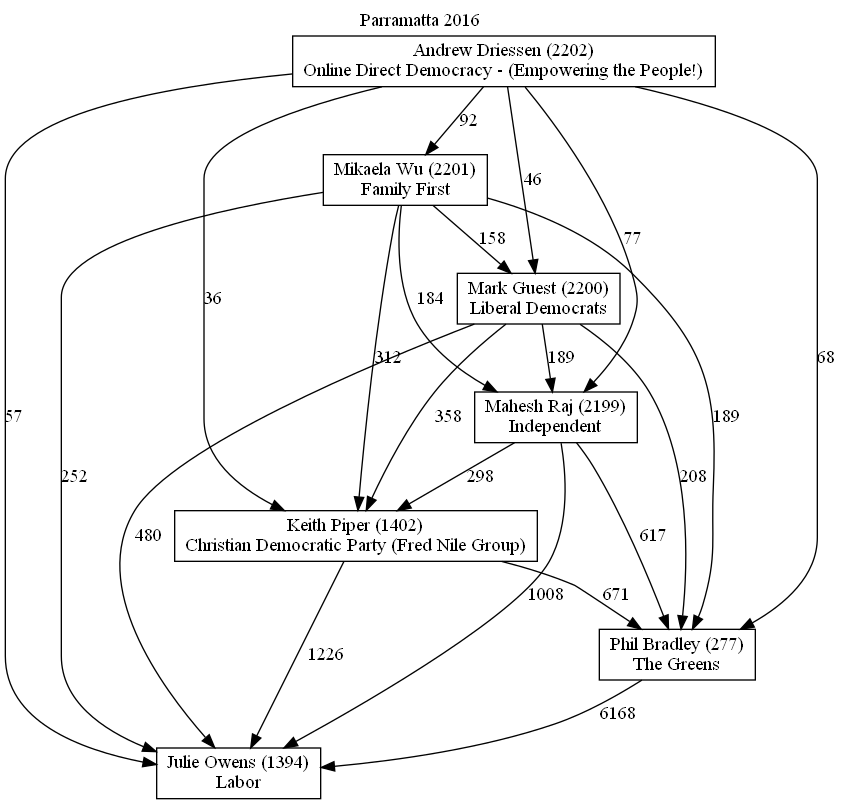 Parramatta 2016
Andrew Driessen (2202)
Online Direct Democracy - (Empowering the People!)
92
Mikaela Wu (2201)
Family First
46
158
77
Mark Guest (2200)
Liberal Democrats
36
184
312
189
68
Mahesh Raj (2199)
Independent
57
358
189
252
298
208
Keith Piper (1402)
Christian Democratic Party (Fred Nile Group)
480
617
671
1008
Phil Bradley (277)
The Greens
1226
6168
Julie Owens (1394)
Labor